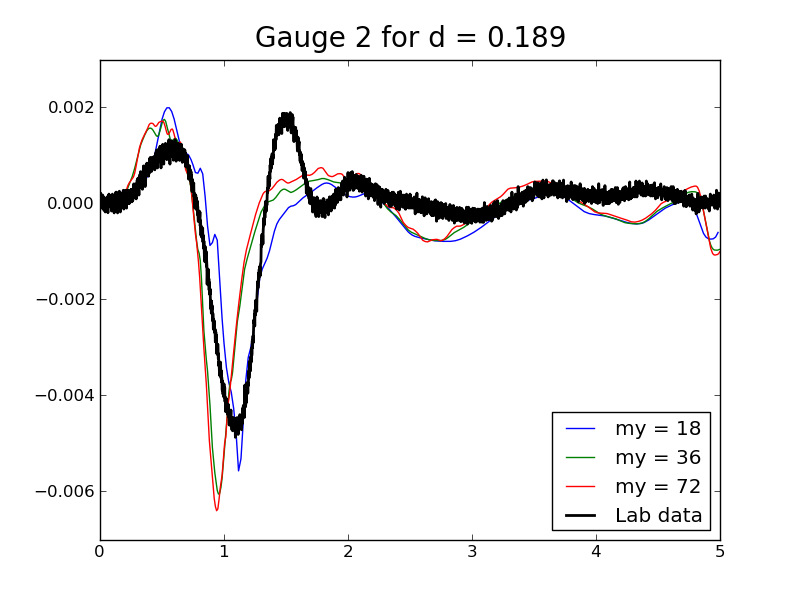 Gauge 2 for d = 0.189
0.002
0.000
−0.002
−0.004
−0.006
0 1 2 3 4 5
my = 18
my = 36
my = 72
Lab data